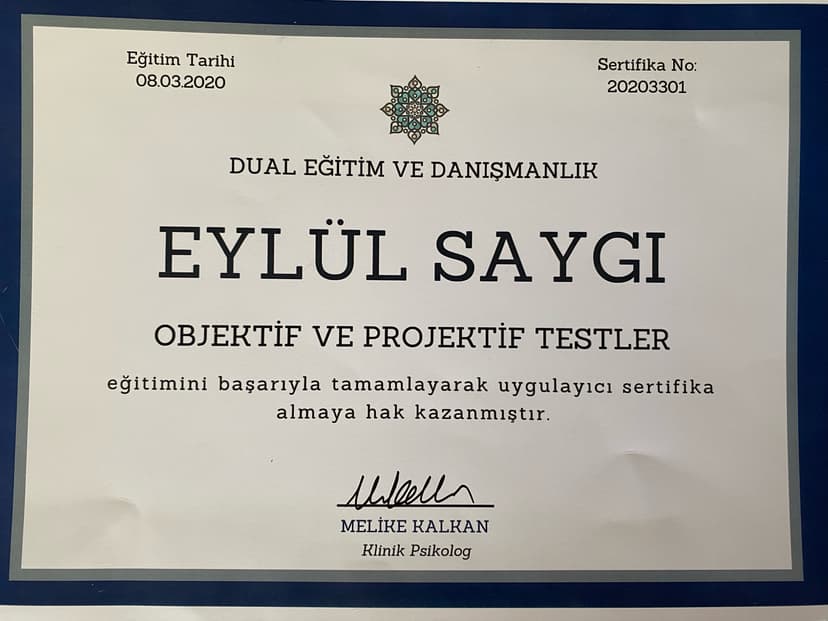 Eğitim Tarihi
08.03.2020
Sertifika No:
20203301
DUAL EĞİTİM VE DANIŞMANLIK
EYLÜL SAYGI
OBJEKTİF VE PROJEKTİF TESTLER
eğitimini başarıyla tamamlayarak uygulayıcı sertifika
almaya hak kazanmıştır.
MELİKE KALKAN
Klinik Psikolog